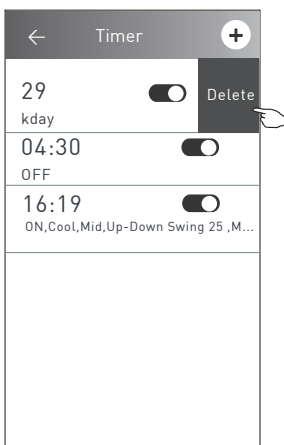 Timer
29
Delete
kday
04:30
OFF
16:19
ON,Cool,Mid,Up-Down Swing 25 ,M...